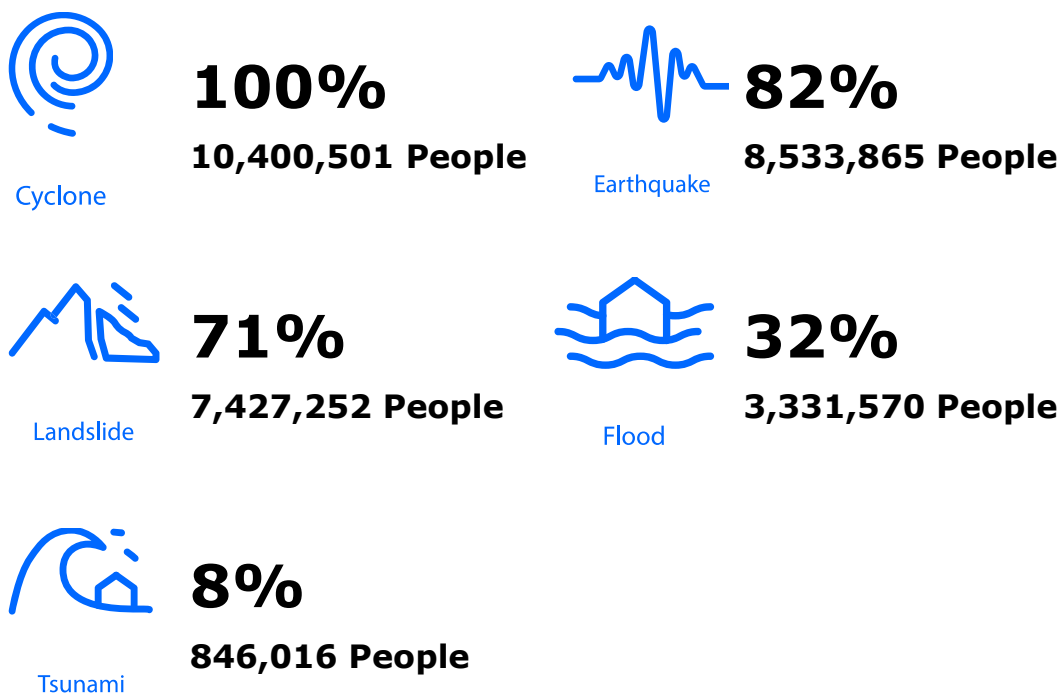 100%
10,400,501 People
Cyclone
82%
8,533,865 People
Earthquake
71%
7,427,252 People
Landslide
32%
3,331,570 People
Flood
8%
846,016 People
Tsunami